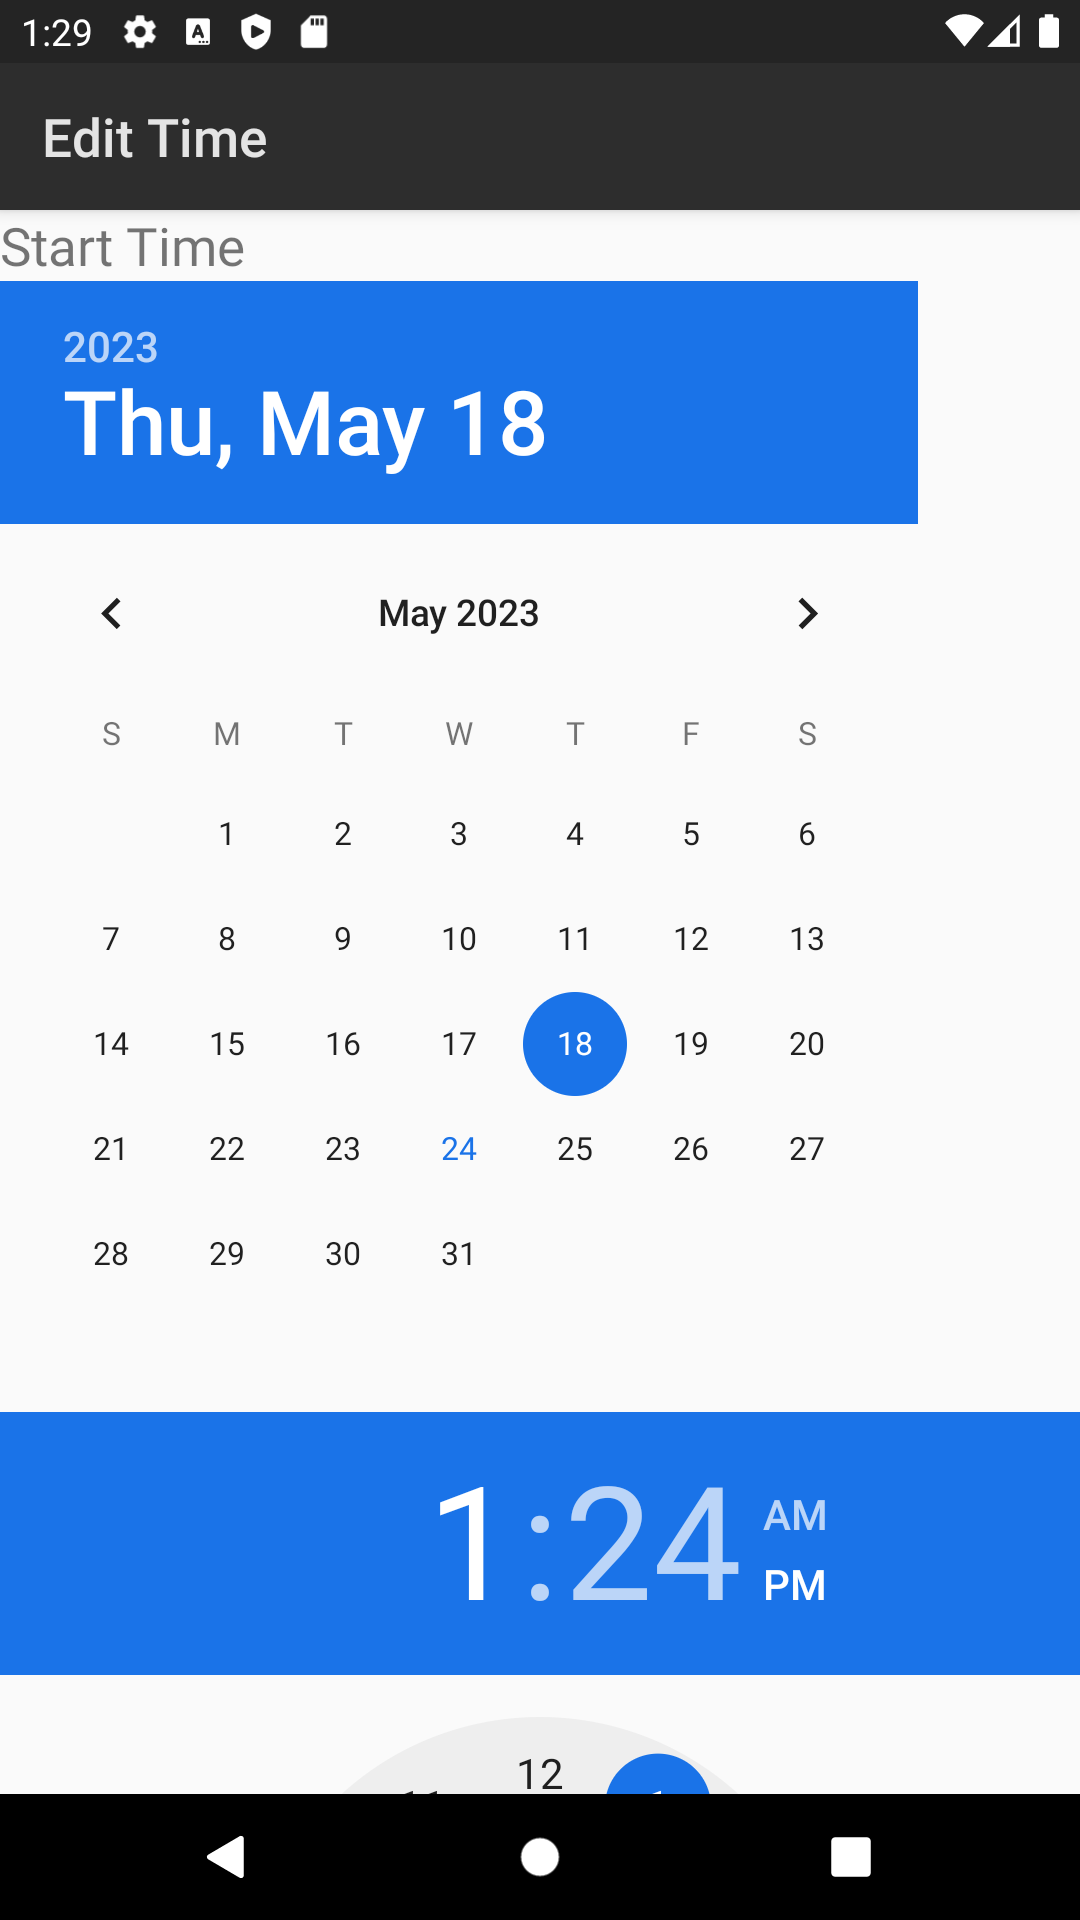 1:29
Edit Time
Start Time
2023
Thu, May 18
May 2023
S M T W T F S
1 2 3 4 5 6
7 8 9 10 11 12 13
14 15 16 17 18 19 20
21 22 23 24 25 26 27
28 29 30 31
1:24 AM
PM
12